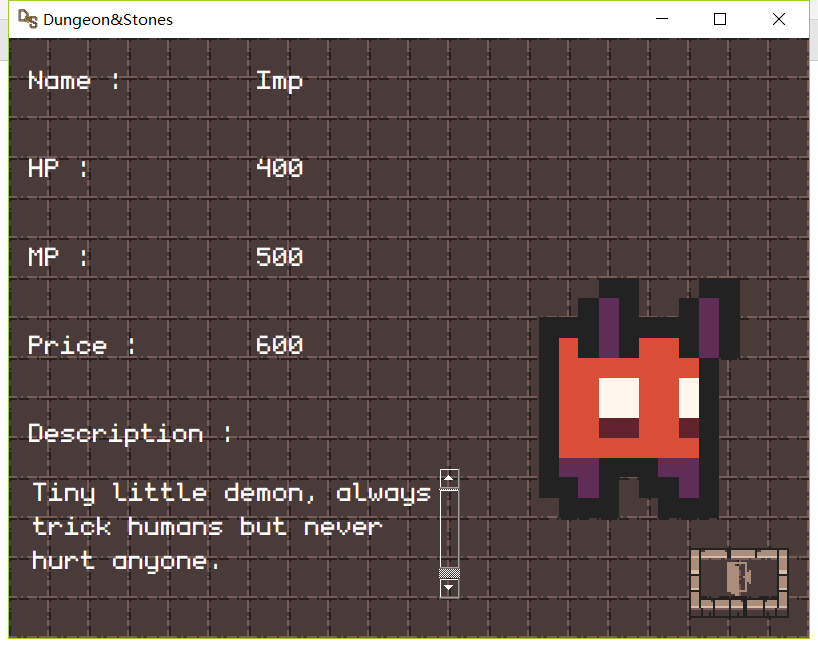 Dungeon&Stones
Name : Imp
HP : 400
MP : 500
Price : 600
Description :
Tiny little demon, always
trick humans but never
hurt anyone.